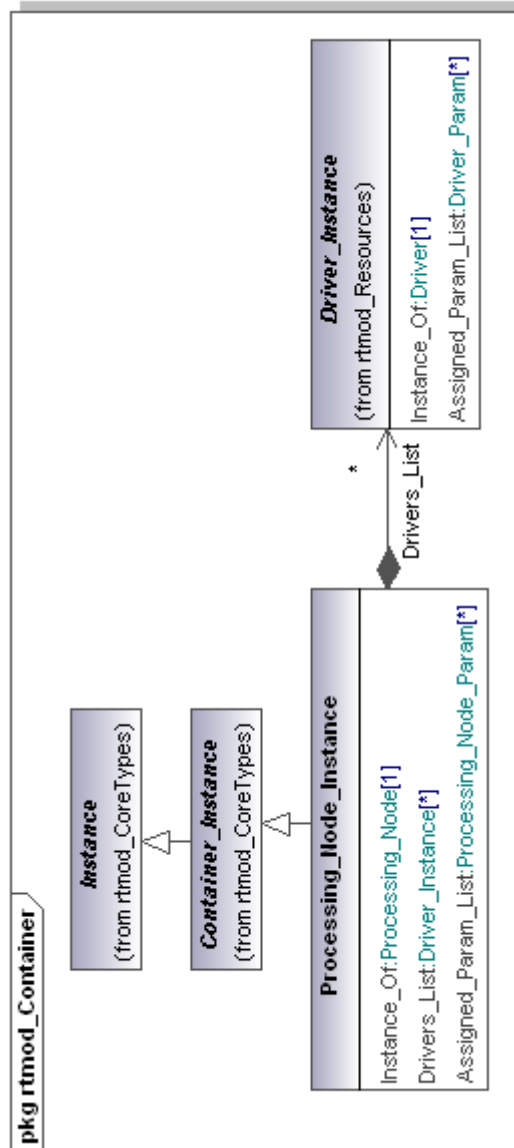 pkg rtmod_Container
Instance
(from rtmod_CoreTypes)
Container_Instance
(from rtmod_CoreTypes)
Processing_Node_Instance
Instance_Of:Processing_Node[1]
Drivers_List:Driver_Instance[*]
Assigned_Param_List:Processing_Node_Param[*]
*
Drivers_List
Driver_Instance
(from rtmod_Resources)
Instance_Of:Driver[1]
Assigned_Param_List:Driver_Param[*]